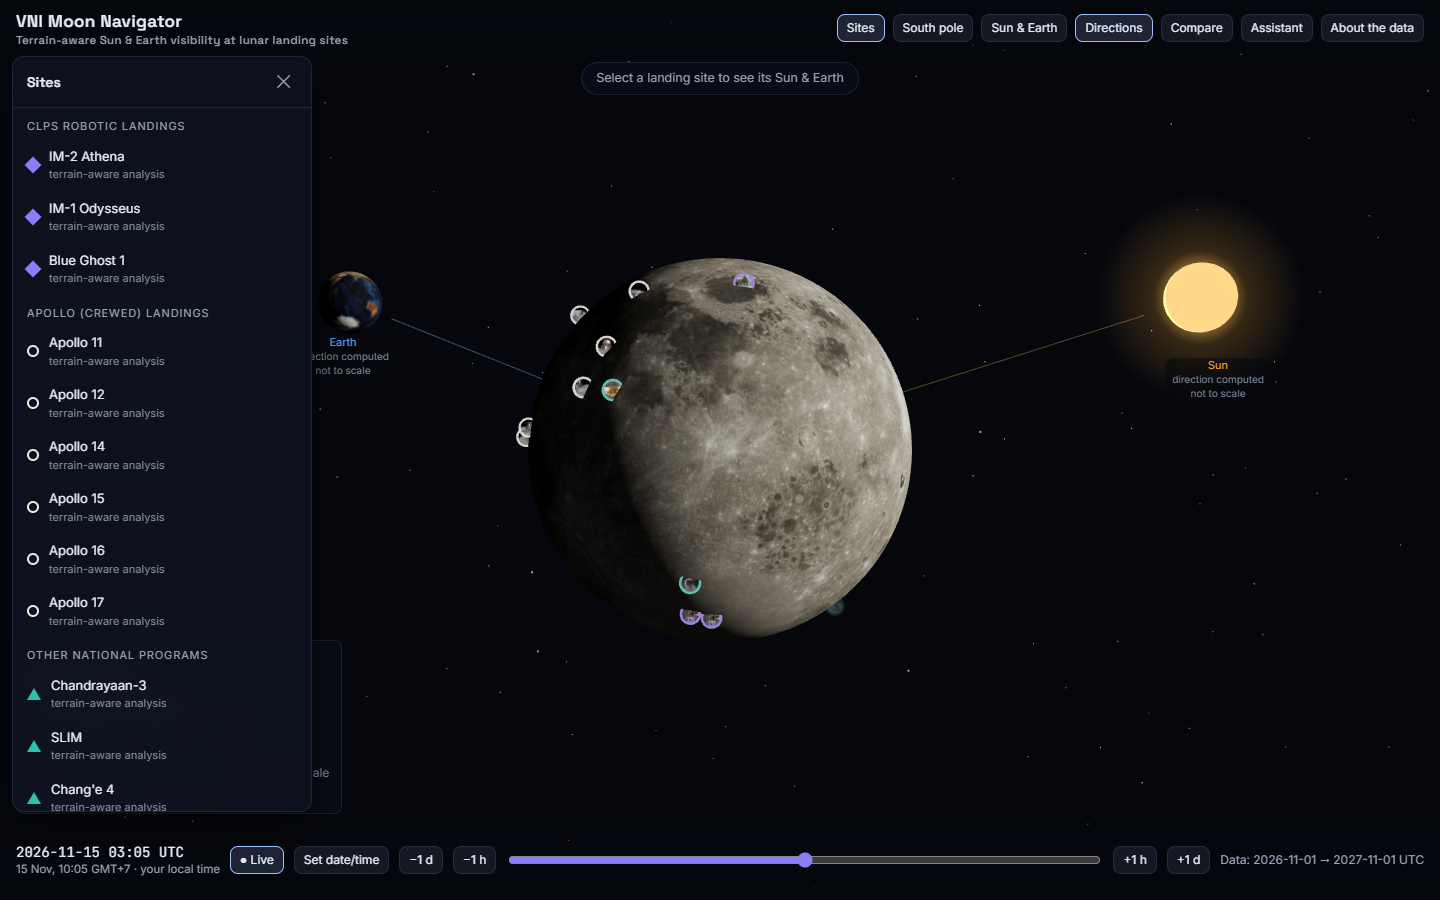 VNI Moon Navigator
Terrain-aware Sun & Earth visibility at lunar landing sites
Sites
South pole
Sun & Earth
Directions
Compare
Assistant
About the data
Select a landing site to see its Sun & Earth
Sites
CLPS ROBOTIC LANDINGS
IM-2 Athena
terrain-aware analysis
IM-1 Odysseus
terrain-aware analysis
Blue Ghost 1
terrain-aware analysis
APOLLO (CREWED) LANDINGS
Apollo 11
terrain-aware analysis
Apollo 12
terrain-aware analysis
Apollo 14
terrain-aware analysis
Apollo 15
terrain-aware analysis
Apollo 16
terrain-aware analysis
Apollo 17
terrain-aware analysis
OTHER NATIONAL PROGRAMS
Chandrayaan-3
terrain-aware analysis
SLIM
terrain-aware analysis
Chang'e 4
terrain-aware analysis
Earth
computed
not to scale
Sun
direction computed
not to scale
2026-11-15 03:05 UTC
15 Nov, 10:05 GMT+7 · your local time
● Live
Set date/time
−1 d
−1 h
+1 h
+1 d
Data: 2026-11-01 → 2027-11-01 UTC